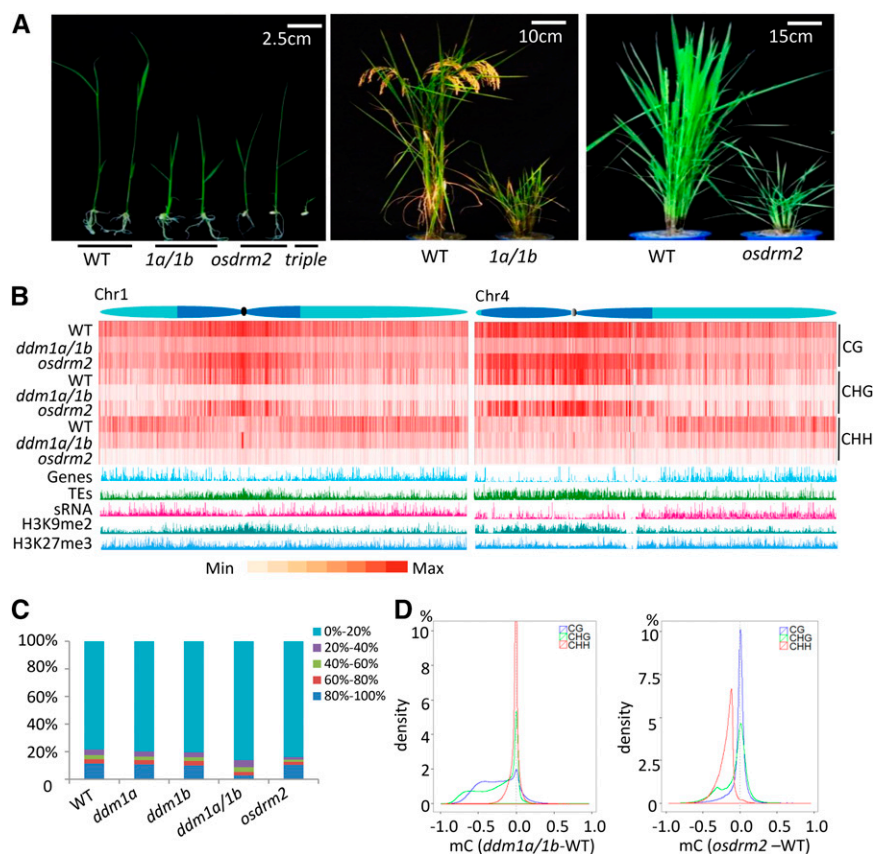 A
2.5cm
10cm
15cm
WT
1a/1b
osdrm2
triple
WT
1a/1b
WT
osdrm2
B
Chr1
Chr4
WT
ddm1a/1b
osdrm2
CG
WT
ddm1a/1b
osdrm2
CHG
WT
ddm1a/1b
osdrm2
CHH
Genes
TEs
sRNA
H3K9me2
H3K27me3
Min
Max
C
100%
80%
60%
40%
20%
0
0%-20%
20%-40%
40%-60%
60%-80%
80%-100%
WT
ddm1a
ddm1b
ddm1a/1b
osdrm2
D
%
10
8
6
4
2
0
density
CG
CHG
CHH
-1.0 -0.5 0.0 0.5 1.0
mC (ddm1a/1b-WT)
%
10
7.5
5
2.5
0
density
CG
CHG
CHH
-1.0 -0.5 0.0 0.5 1.0
mC (osdrm2 –WT)